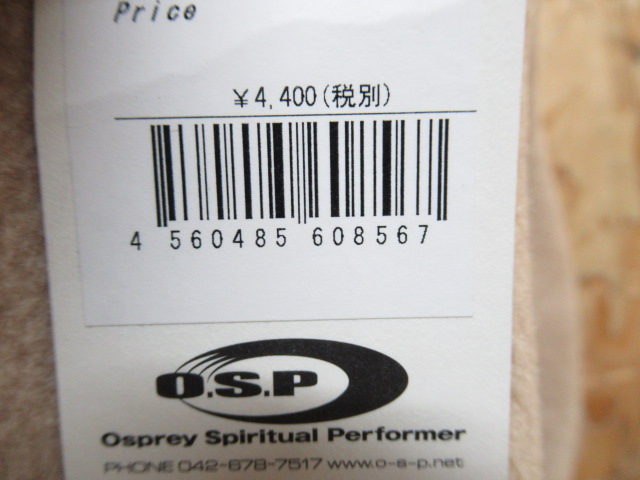 Price
¥4,400(税別)
4 560485 608567
O.S.P
Osprey Spiritual Performer
PHONE 042-678-7517 www.o-s-p.net